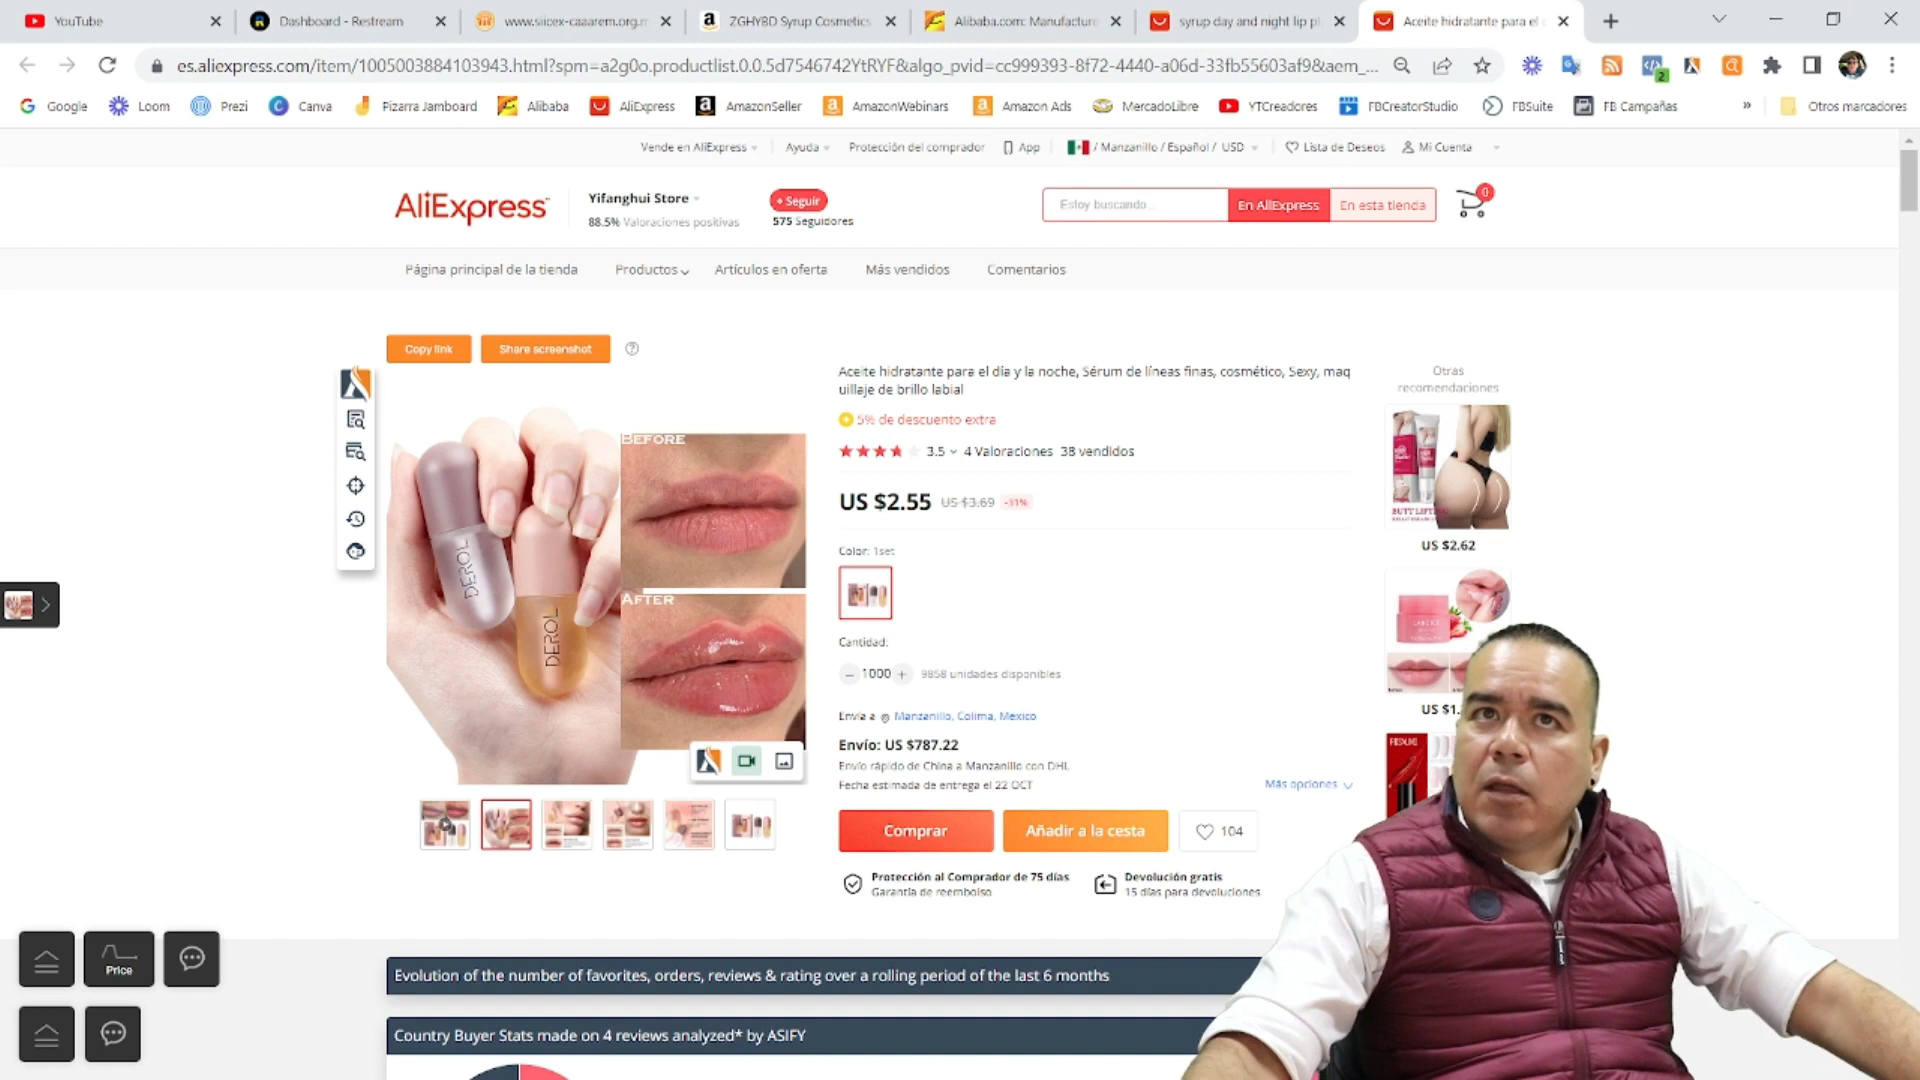 YouTube
Dashboard - Restream
www.siicex-caaarem.org.m
ZGHYBD Syrup Cosmetics
Alibaba.com: Manufacture
syrup day and night lip pl
Aceite hidratante para el
es.aliexpress.com/item/1005003884103943.html?spm=a2g0o.productlist.0.0.5d7546742YtRYF&algo_pvid=cc999393-8f72-4440-a06d-33fb55603af9&aem_...
2
Google
Loom
Prezi
Canva
Pizarra Jamboard
Alibaba
AliExpress
AmazonSeller
AmazonWebinars
Amazon Ads
MercadoLibre
YTCreadores
FBCreatorStudio
FBSuite
FB Campañas
»
Otros marcadores
Vende en AliExpress
Ayuda
Protección del comprador
App
/ Manzanillo / Español / USD
Lista de Deseos
Mi Cuenta
AliExpress
Yifanghui Store
88.5% Valoraciones positivas
+ Seguir
575 Seguidores
Estoy buscando...
En AliExpress
En esta tienda
0
Página principal de la tienda
Productos
Artículos en oferta
Más vendidos
Comentarios
Copy link
Share screenshot
?
Aceite hidratante para el día y la noche, Sérum de líneas finas, cosmético, Sexy, maq
uillaje de brillo labial
5% de descuento extra
3.5
4 Valoraciones
38 vendidos
US $2.55
US $3.69
-31%
Color: 1set
Cantidad:
− 1000 +
9858 unidades disponibles
Envía a
Manzanillo, Colima, Mexico
Envío: US $787.22
Envío rápido de China a Manzanillo con DHL
Fecha estimada de entrega el 22 OCT
Más opciones
Comprar
Añadir a la cesta
104
Protección al Comprador de 75 días
Garantía de reembolso
Devolución gratis
15 días para devoluciones
BEFORE
AFTER
DEROL
DEROL
Otras
recomendaciones
US $2.62
LANEIGE
US $1.
Price
Evolution of the number of favorites, orders, reviews & rating over a rolling period of the last 6 months
Country Buyer Stats made on 4 reviews analyzed* by ASIFY